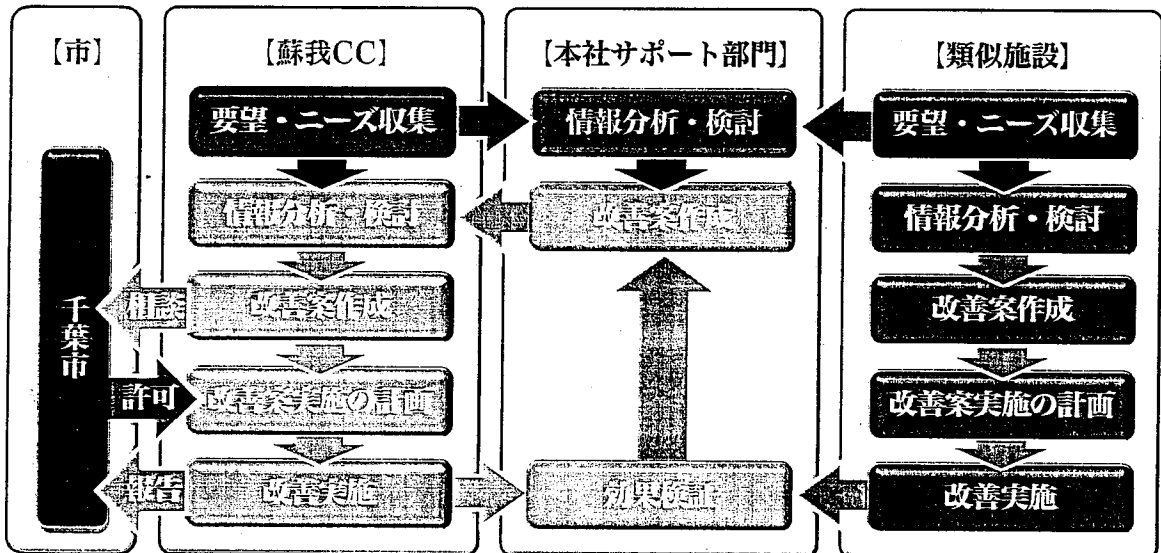 【市】
千葉市
相談
許可
報告
【蘇我CC】
要望・ニーズ収集
情報分析・検討
改善案作成
改善案実施の計画
改善実施
【本社サポート部門】
情報分析・検討
改善案作成
効果検証
【類似施設】
要望・ニーズ収集
情報分析・検討
改善案作成
改善案実施の計画
改善実施